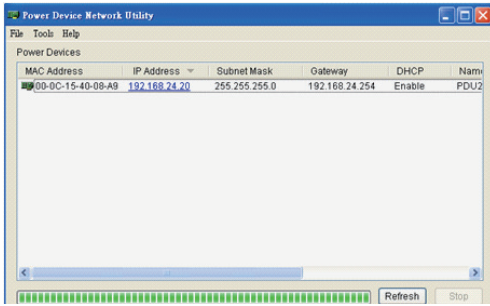 Power Device Network Utility
File Tools Help
Power Devices
MAC Address IP Address Subnet Mask Gateway DHCP Nam
00-0C-15-40-08-A9 192.168.24.20 255.255.255.0 192.168.24.254 Enable PDU2
Refresh Stop